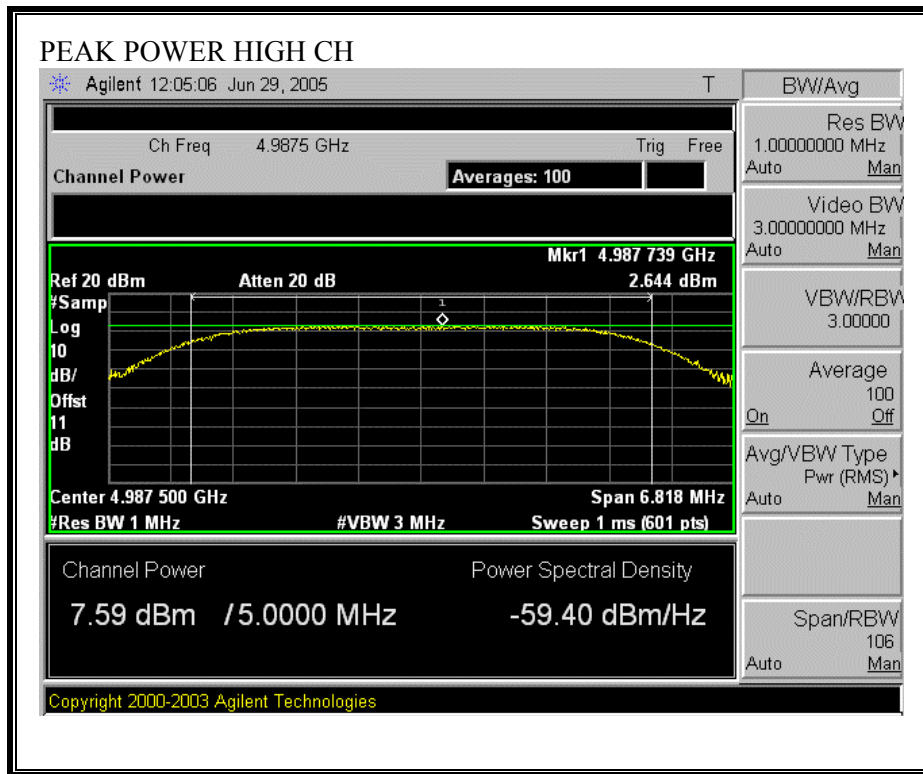 PEAK POWER HIGH CH
Agilent 12:05:06 Jun 29, 2005 T
Ch Freq 4.9875 GHz Trig Free
Channel Power Averages: 100
Mkr1 4.987 739 GHz
Ref 20 dBm Atten 20 dB 2.644 dBm
#Samp
Log
10
dB/
Offst
11
dB
1
Center 4.987 500 GHz Span 6.818 MHz
#Res BW 1 MHz #VBW 3 MHz Sweep 1 ms (601 pts)
Channel Power Power Spectral Density
7.59 dBm /5.0000 MHz -59.40 dBm/Hz
Copyright 2000-2003 Agilent Technologies
BW/Avg
Res BW
1.00000000 MHz
Auto Man
Video BW
3.00000000 MHz
Auto Man
VBW/RBW
3.00000
Average
100
On Off
Avg/VBW Type
Pwr (RMS)
Auto Man
Span/RBW
106
Auto Man